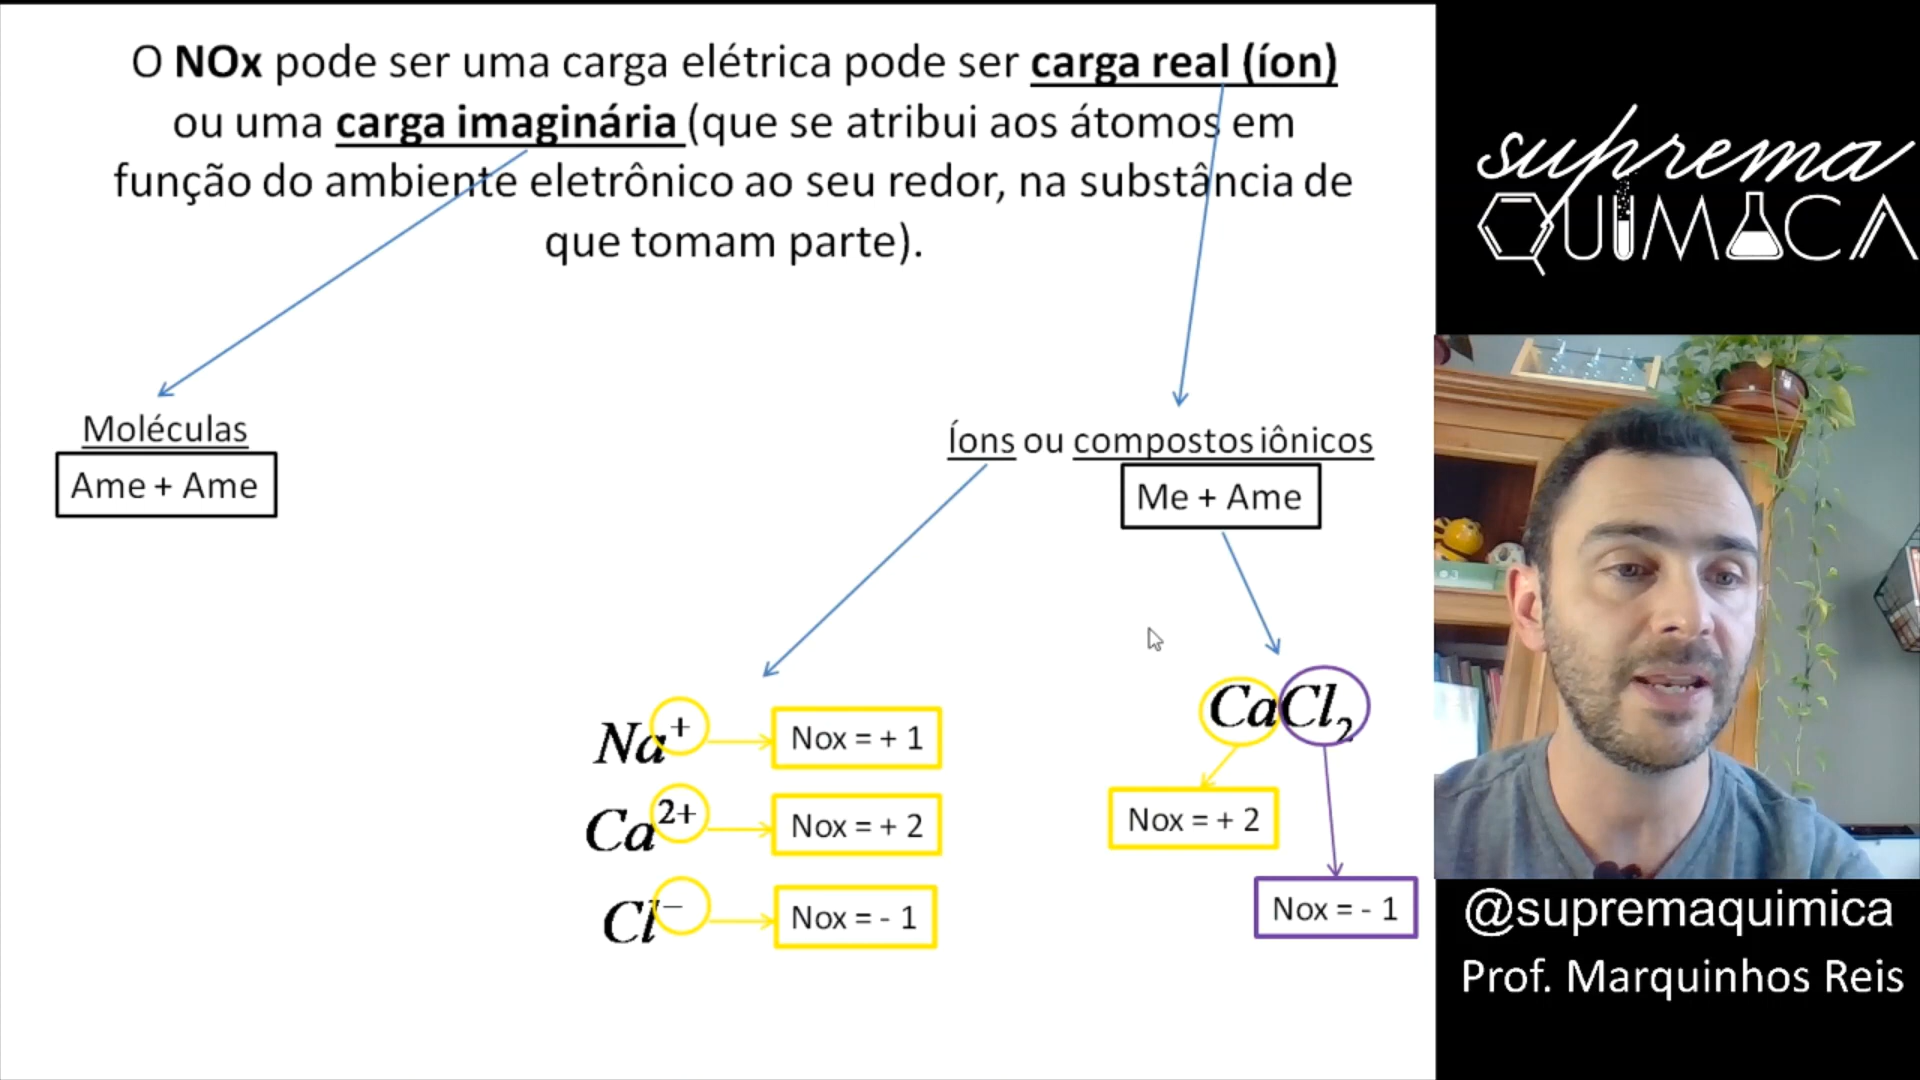 O NOx pode ser uma carga elétrica pode ser carga real (íon)
ou uma carga imaginária (que se atribui aos átomos em
função do ambiente eletrônico ao seu redor, na substância de
que tomam parte).
suprema
QUIMICA
Moléculas
Ame + Ame
Íons ou compostos iônicos
Me + Ame
Na⁺
Nox = + 1
Ca²⁺
Nox = + 2
Cl⁻
Nox = - 1
CaCl₂
Nox = + 2
Nox = - 1
@supremaquimica
Prof. Marquinhos Reis